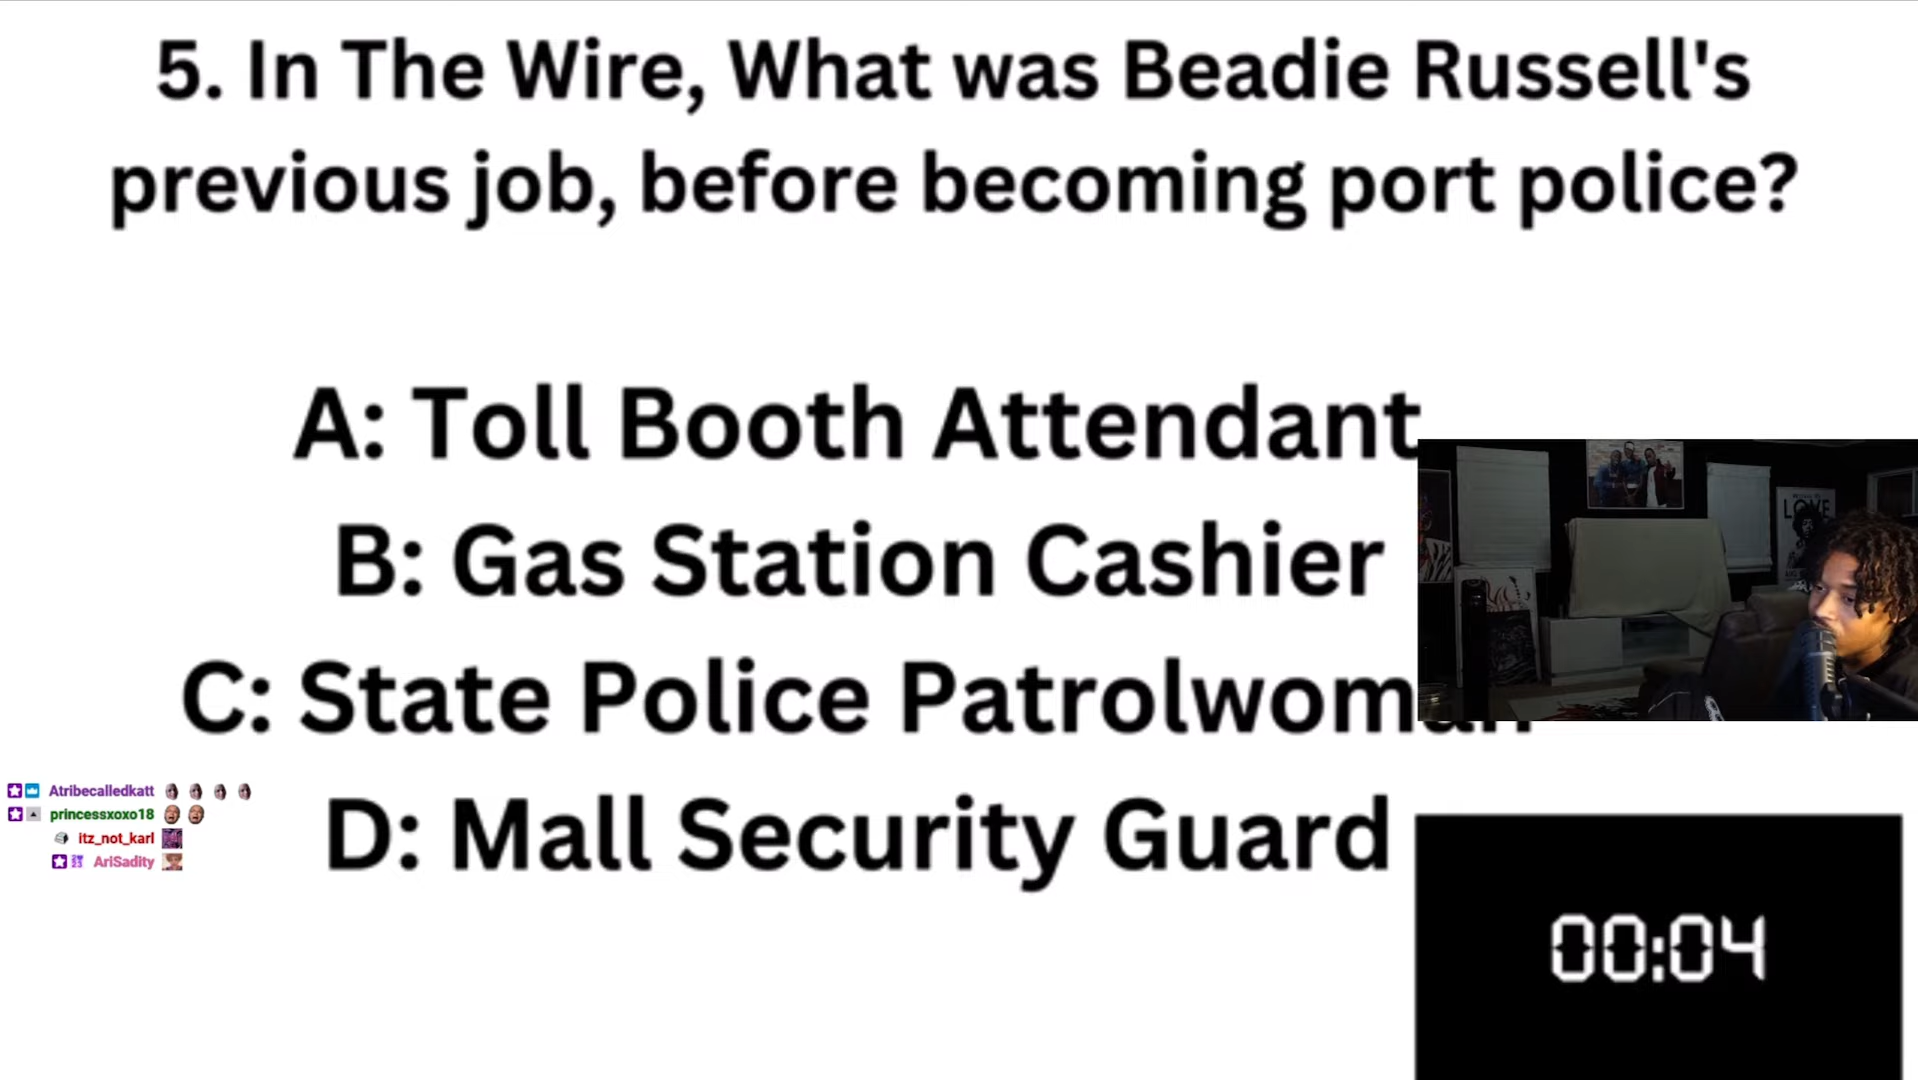 5. In The Wire, What was Beadie Russell's
previous job, before becoming port police?
A: Toll Booth Attendant
B: Gas Station Cashier
C: State Police Patrolwoman
D: Mall Security Guard
LOVE
Atribecalledkatt
princessxoxo18
itz_not_karl
AriSadity
00:04